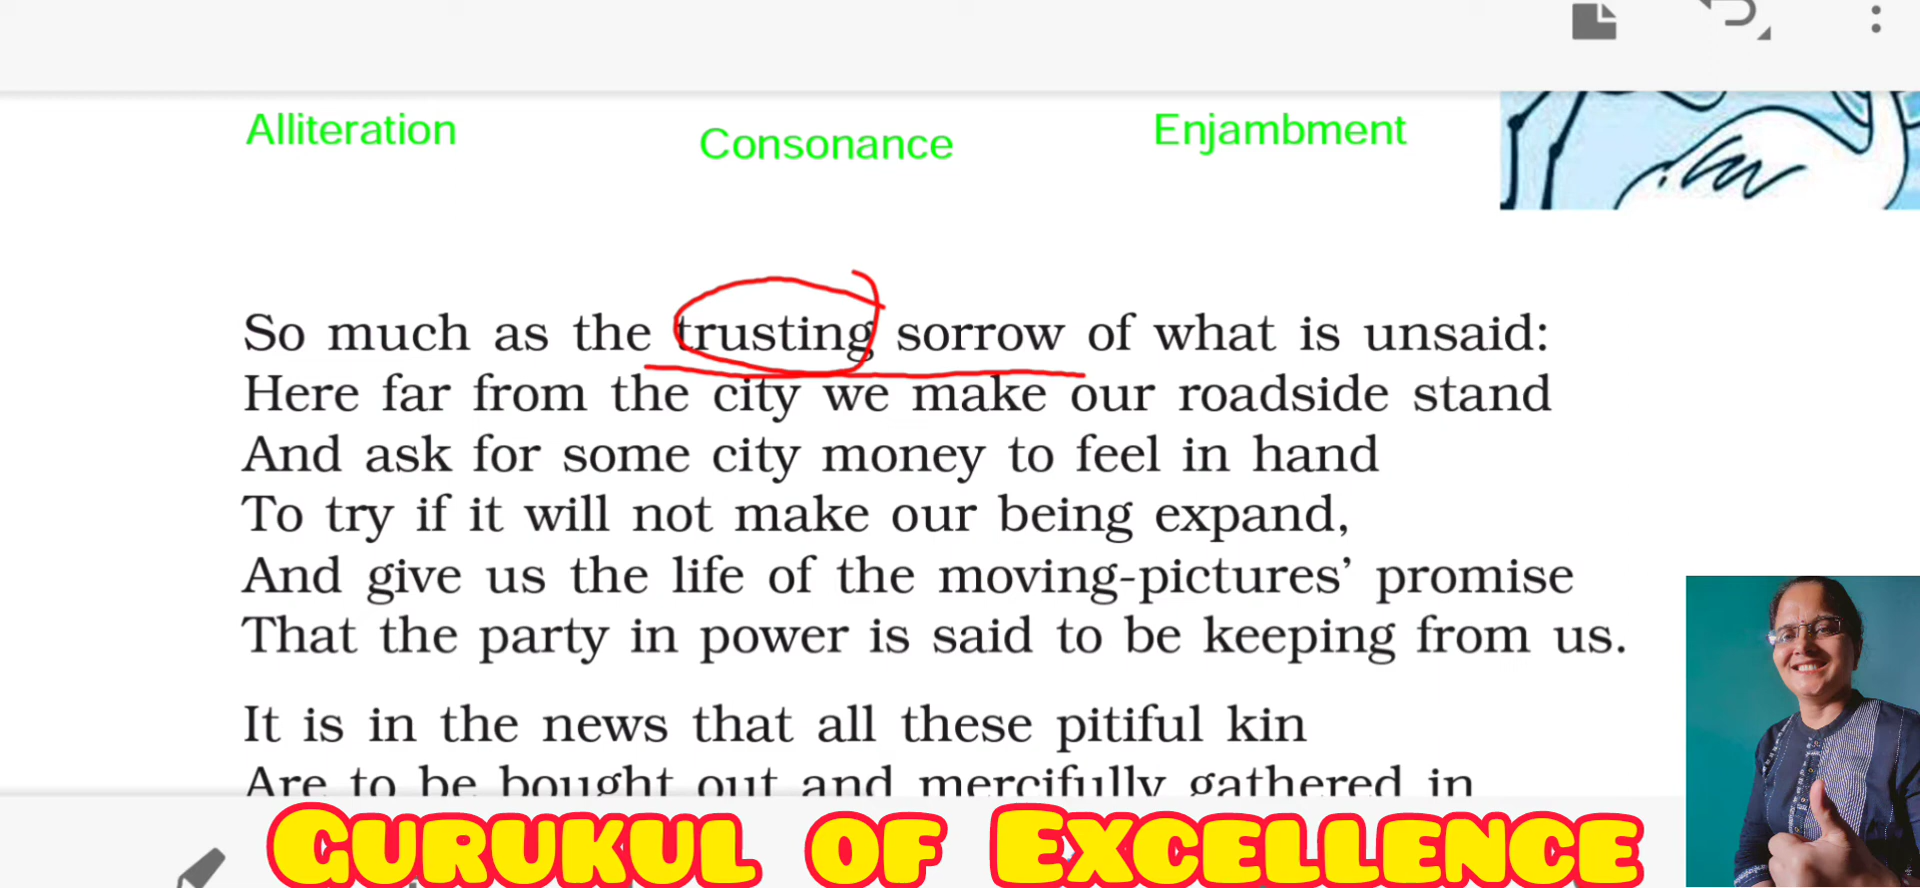 Alliteration
Consonance
Enjambment
So much as the trusting sorrow of what is unsaid:
Here far from the city we make our roadside stand
And ask for some city money to feel in hand
To try if it will not make our being expand,
And give us the life of the moving-pictures’ promise
That the party in power is said to be keeping from us.
It is in the news that all these pitiful kin
Are to be bought out and mercifully gathered in
GURUKUL OF EXCELLENCE